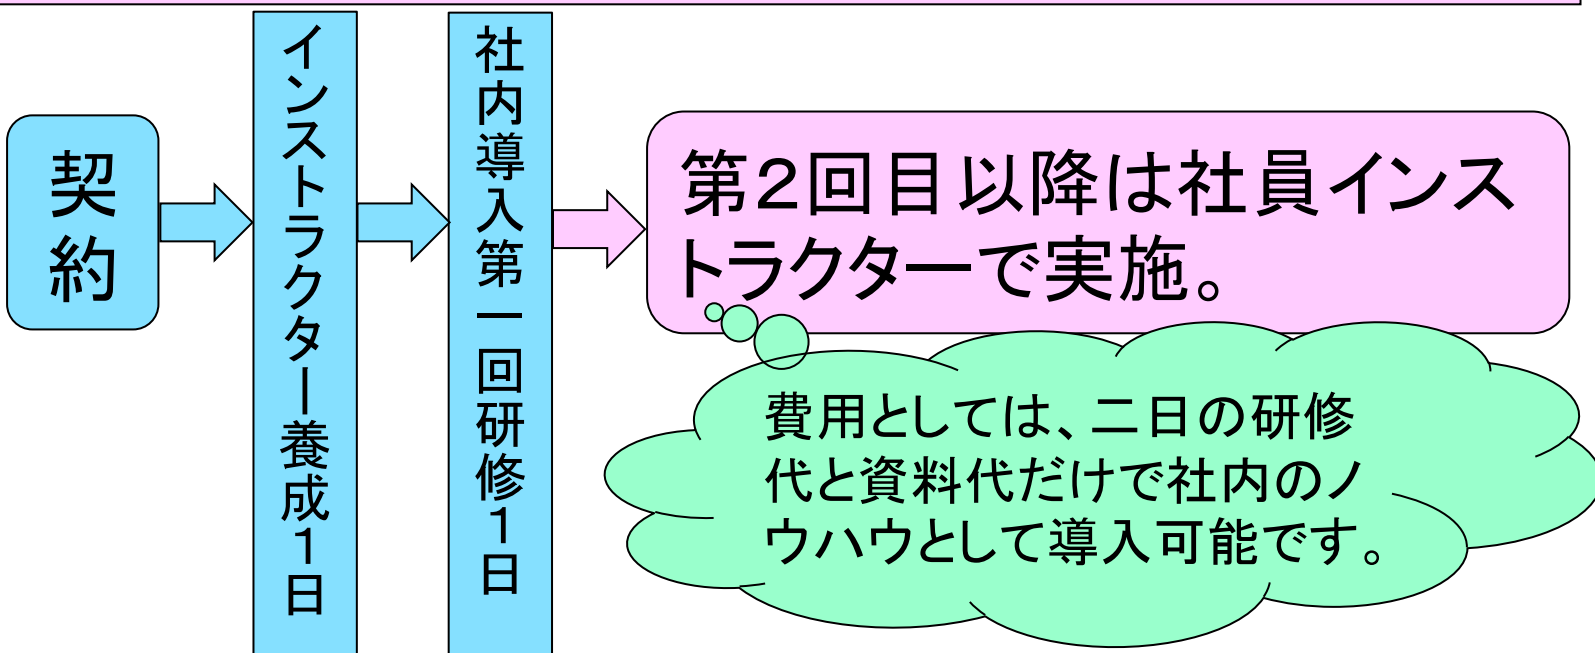 契
約
インストラクター養成1日
社内導入第一回研修1日
第2回目以降は社員インス
トラクターで実施。
費用としては、二日の研修
代と資料代だけで社内のノ
ウハウとして導入可能です。